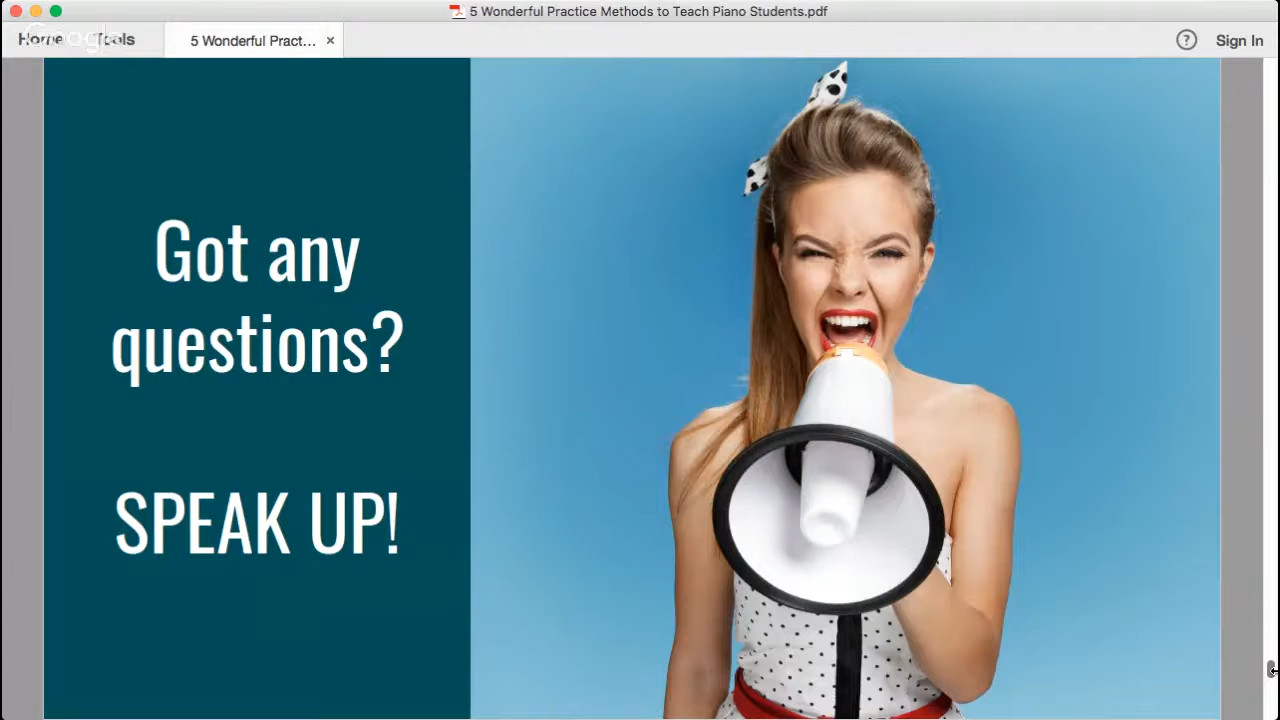 5 Wonderful Practice Methods to Teach Piano Students.pdf
Home
Tools
5 Wonderful Pract... ×
? Sign In
Google
Got any
questions?
SPEAK UP!